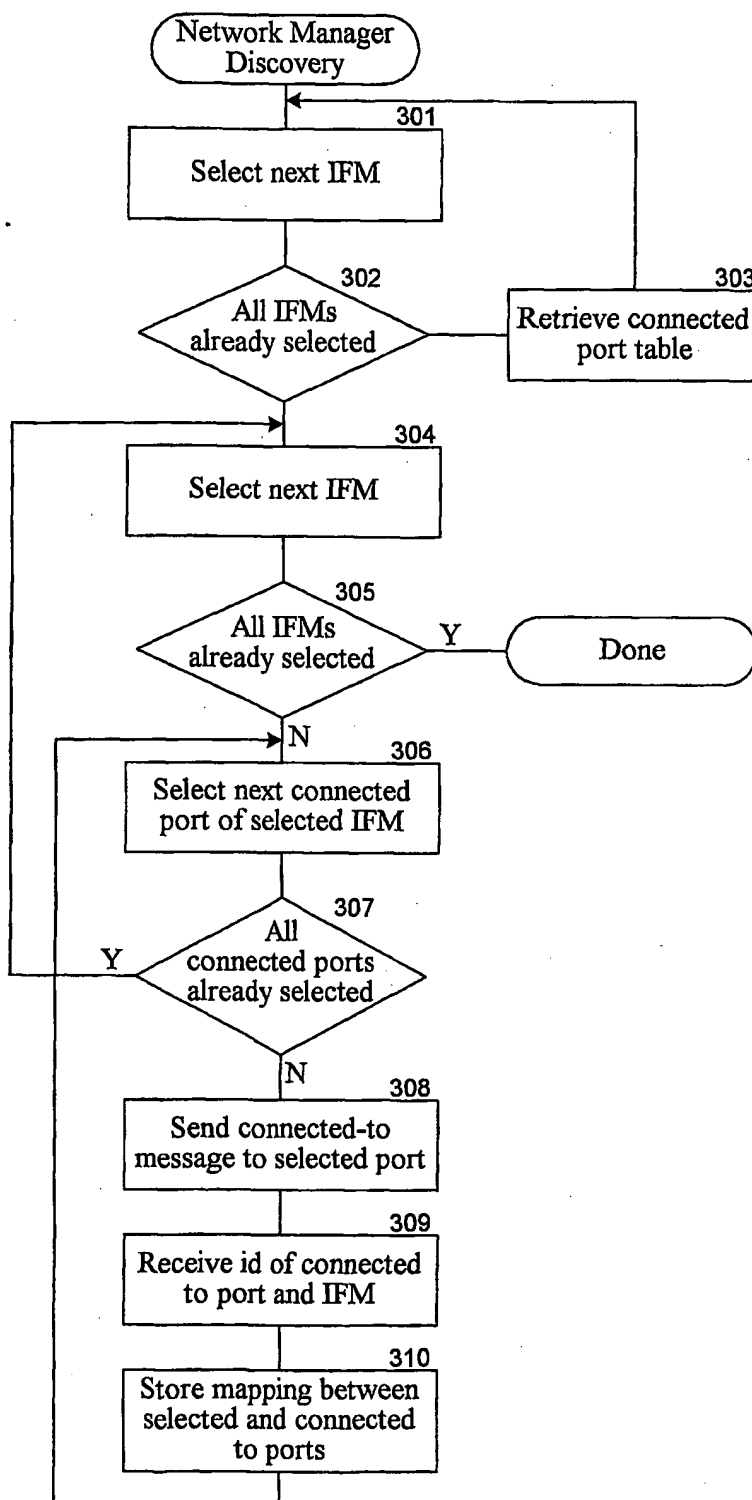 Network Manager
Discovery
301
Select next IFM
302
All IFMs
already selected
303
Retrieve connected
port table
304
Select next IFM
305
All IFMs
already selected
Y
Done
N
306
Select next connected
port of selected IFM
307
All
connected ports
already selected
Y
N
308
Send connected-to
message to selected port
309
Receive id of connected
to port and IFM
310
Store mapping between
selected and connected
to ports